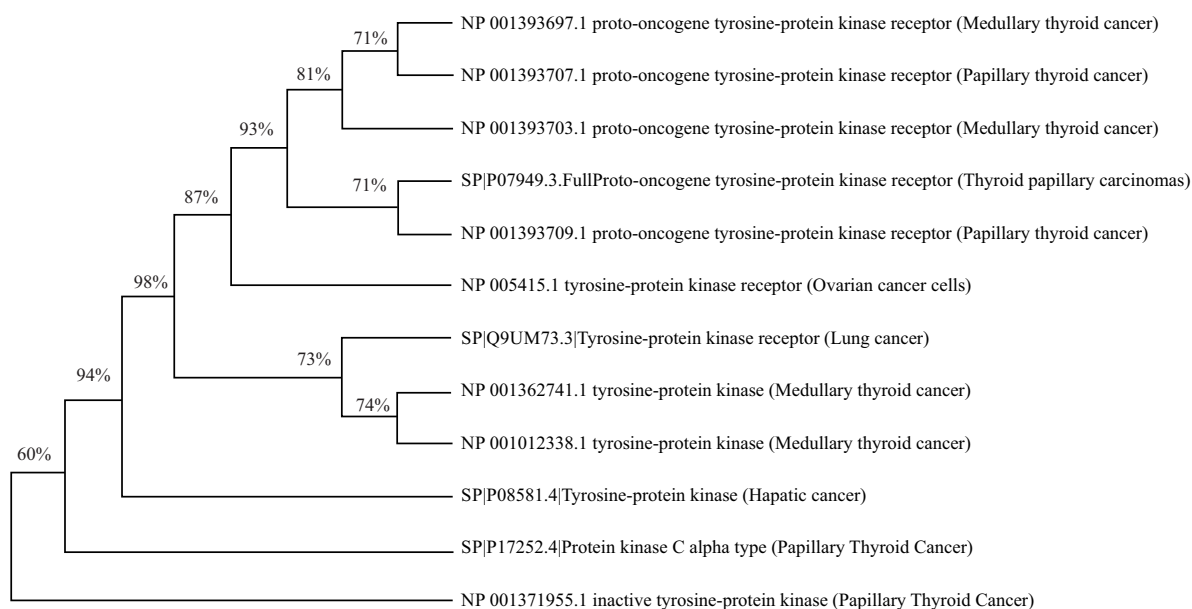 71%
NP 001393697.1 proto-oncogene tyrosine-protein kinase receptor (Medullary thyroid cancer)
81%
NP 001393707.1 proto-oncogene tyrosine-protein kinase receptor (Papillary thyroid cancer)
93%
NP 001393703.1 proto-oncogene tyrosine-protein kinase receptor (Medullary thyroid cancer)
71%
SP|P07949.3.FullProto-oncogene tyrosine-protein kinase receptor (Thyroid papillary carcinomas)
87%
NP 001393709.1 proto-oncogene tyrosine-protein kinase receptor (Papillary thyroid cancer)
98%
NP 005415.1 tyrosine-protein kinase receptor (Ovarian cancer cells)
73%
SP|Q9UM73.3|Tyrosine-protein kinase receptor (Lung cancer)
94%
NP 001362741.1 tyrosine-protein kinase (Medullary thyroid cancer)
74%
NP 001012338.1 tyrosine-protein kinase (Medullary thyroid cancer)
60%
SP|P08581.4|Tyrosine-protein kinase (Hapatic cancer)
SP|P17252.4|Protein kinase C alpha type (Papillary Thyroid Cancer)
NP 001371955.1 inactive tyrosine-protein kinase (Papillary Thyroid Cancer)